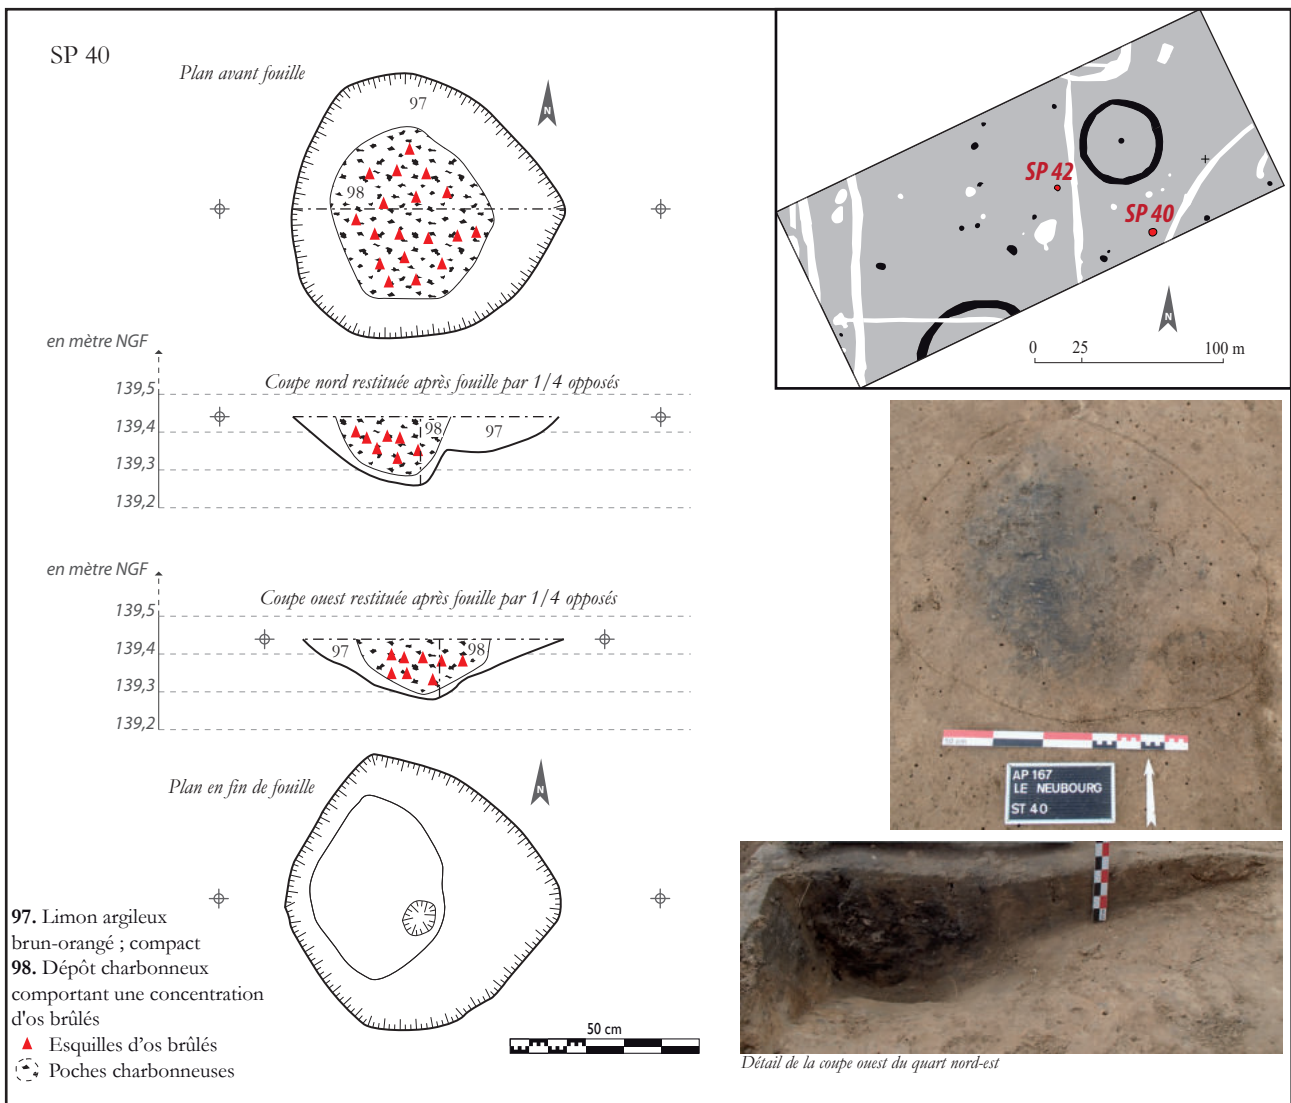 SP 40
Plan avant fouille
97
N
98
en mètre NGF
139,5
Coupe nord restituée après fouille par 1/4 opposés
139,4
98
97
139,3
139,2
en mètre NGF
139,5
Coupe ouest restituée après fouille par 1/4 opposés
139,4
97
98
139,3
139,2
Plan en fin de fouille
N
97. Limon argileux
brun-orangé ; compact
98. Dépôt charbonneux
comportant une concentration
d'os brûlés
Esquilles d'os brûlés
Poches charbonneuses
50 cm
SP 42
SP 40
N
0 25 100 m
50 cm
AP 167
LE NEUBOURG
ST 40
Détail de la coupe ouest du quart nord-est